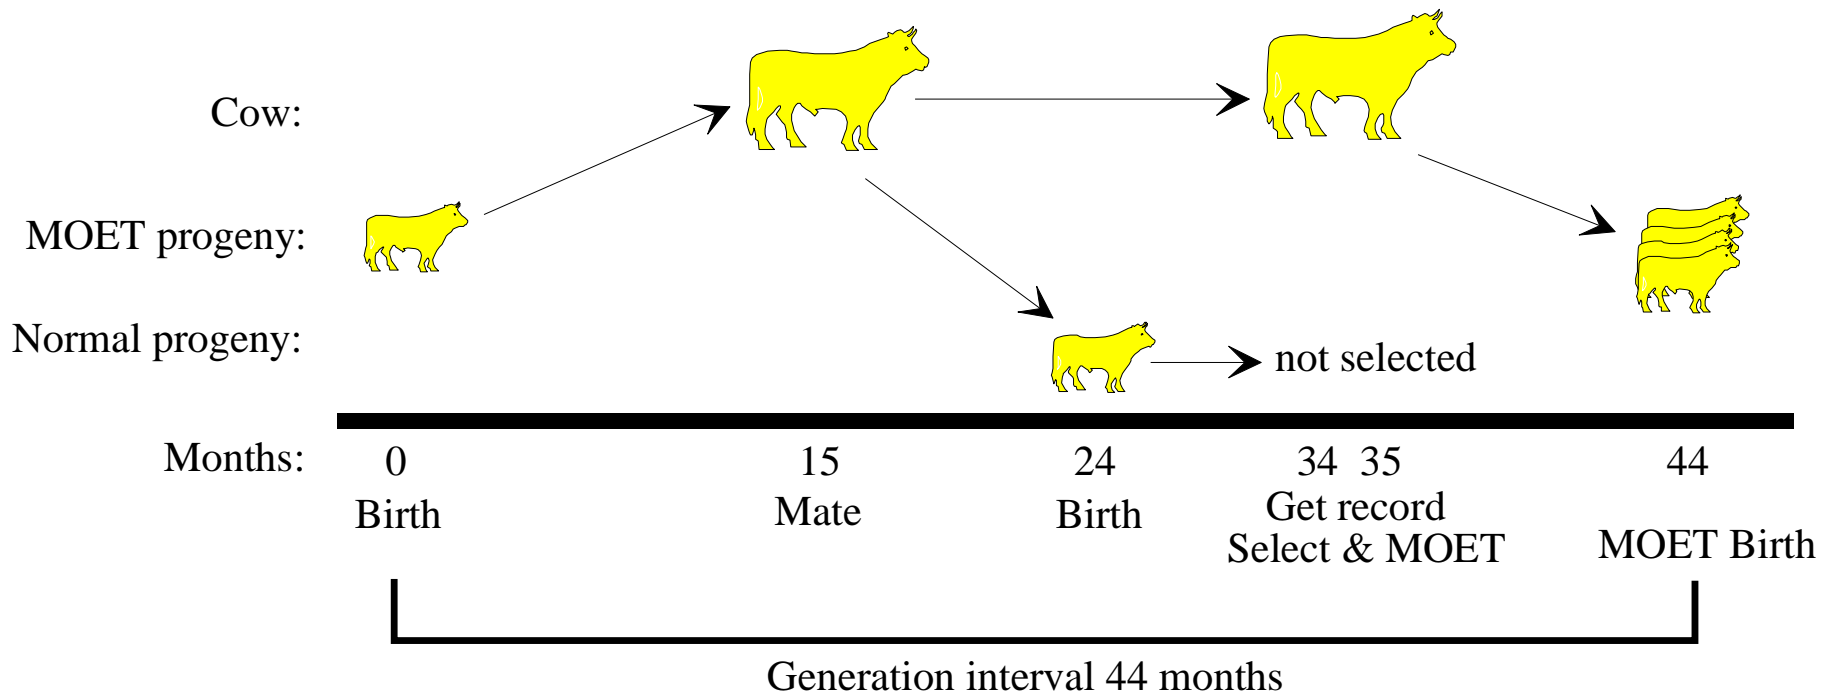 Cow:
MOET progeny:
Normal progeny:
not selected
Months:
0 15 24 34 35 44
Birth Mate Birth Get record
Select & MOET MOET Birth
Generation interval 44 months